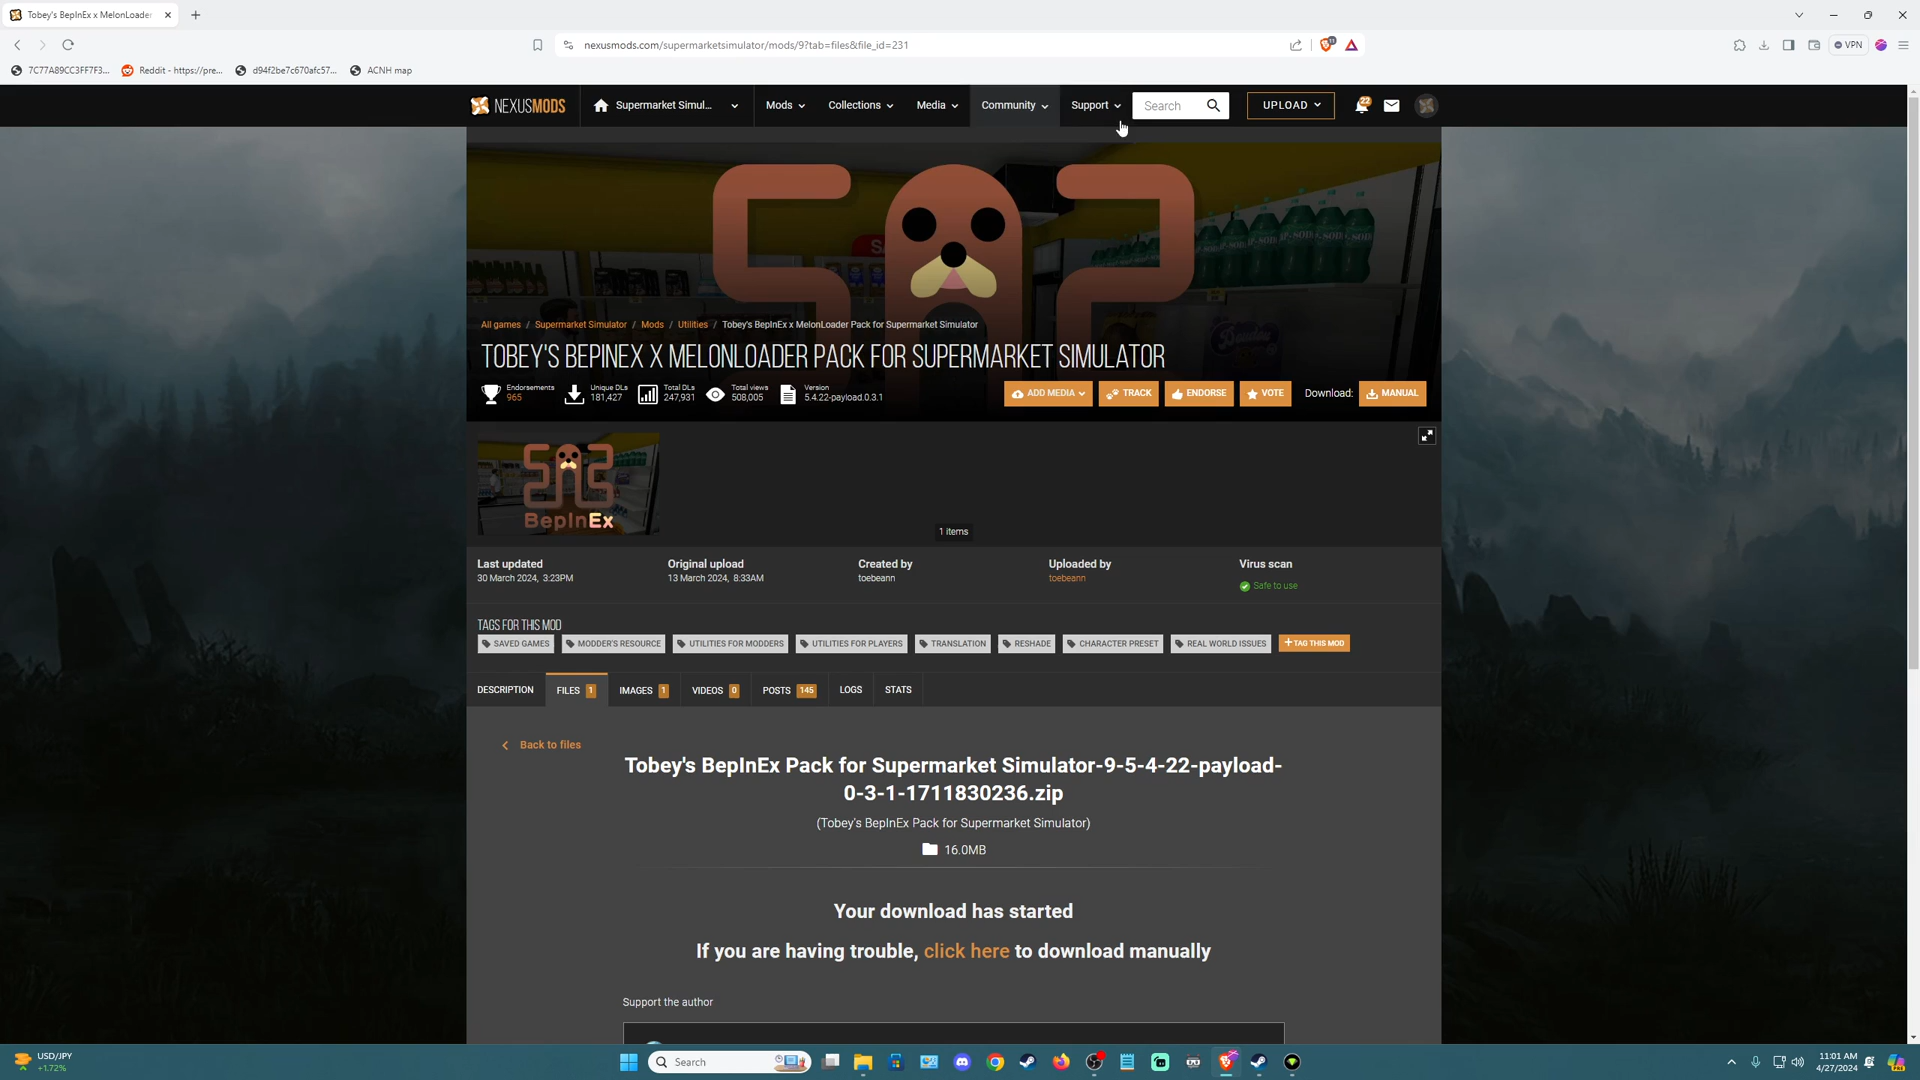 Tobey's BepInEx x MelonLoader
nexusmods.com/supermarketsimulator/mods/9?tab=files&file_id=231
VPN
7C77A89CC3FF7F3...
Reddit - https://pre...
d94f2be7c670afc57...
ACNH map
NEXUSMODS
Supermarket Simul...
Mods
Collections
Media
Community
Support
Search
UPLOAD
22
All games / Supermarket Simulator / Mods / Utilities / Tobey's BepInEx x MelonLoader Pack for Supermarket Simulator
TOBEY'S BEPINEX X MELONLOADER PACK FOR SUPERMARKET SIMULATOR
Endorsements
965
Unique DLs
181,427
Total DLs
247,931
Total views
508,005
Version
5.4.22-payload.0.3.1
ADD MEDIA
TRACK
ENDORSE
VOTE
Download:
MANUAL
BepInEx
1 items
Last updated
30 March 2024, 3:23PM
Original upload
13 March 2024, 8:33AM
Created by
toebeann
Uploaded by
toebeann
Virus scan
Safe to use
TAGS FOR THIS MOD
SAVED GAMES
MODDER'S RESOURCE
UTILITIES FOR MODDERS
UTILITIES FOR PLAYERS
TRANSLATION
RESHADE
CHARACTER PRESET
REAL WORLD ISSUES
+TAG THIS MOD
DESCRIPTION
FILES 1
IMAGES 1
VIDEOS 0
POSTS 145
LOGS
STATS
Back to files
Tobey's BepInEx Pack for Supermarket Simulator-9-5-4-22-payload-
0-3-1-1711830236.zip
(Tobey's BepInEx Pack for Supermarket Simulator)
16.0MB
Your download has started
If you are having trouble, click here to download manually
Support the author
USD/JPY
+1.72%
Search
11:01 AM
4/27/2024